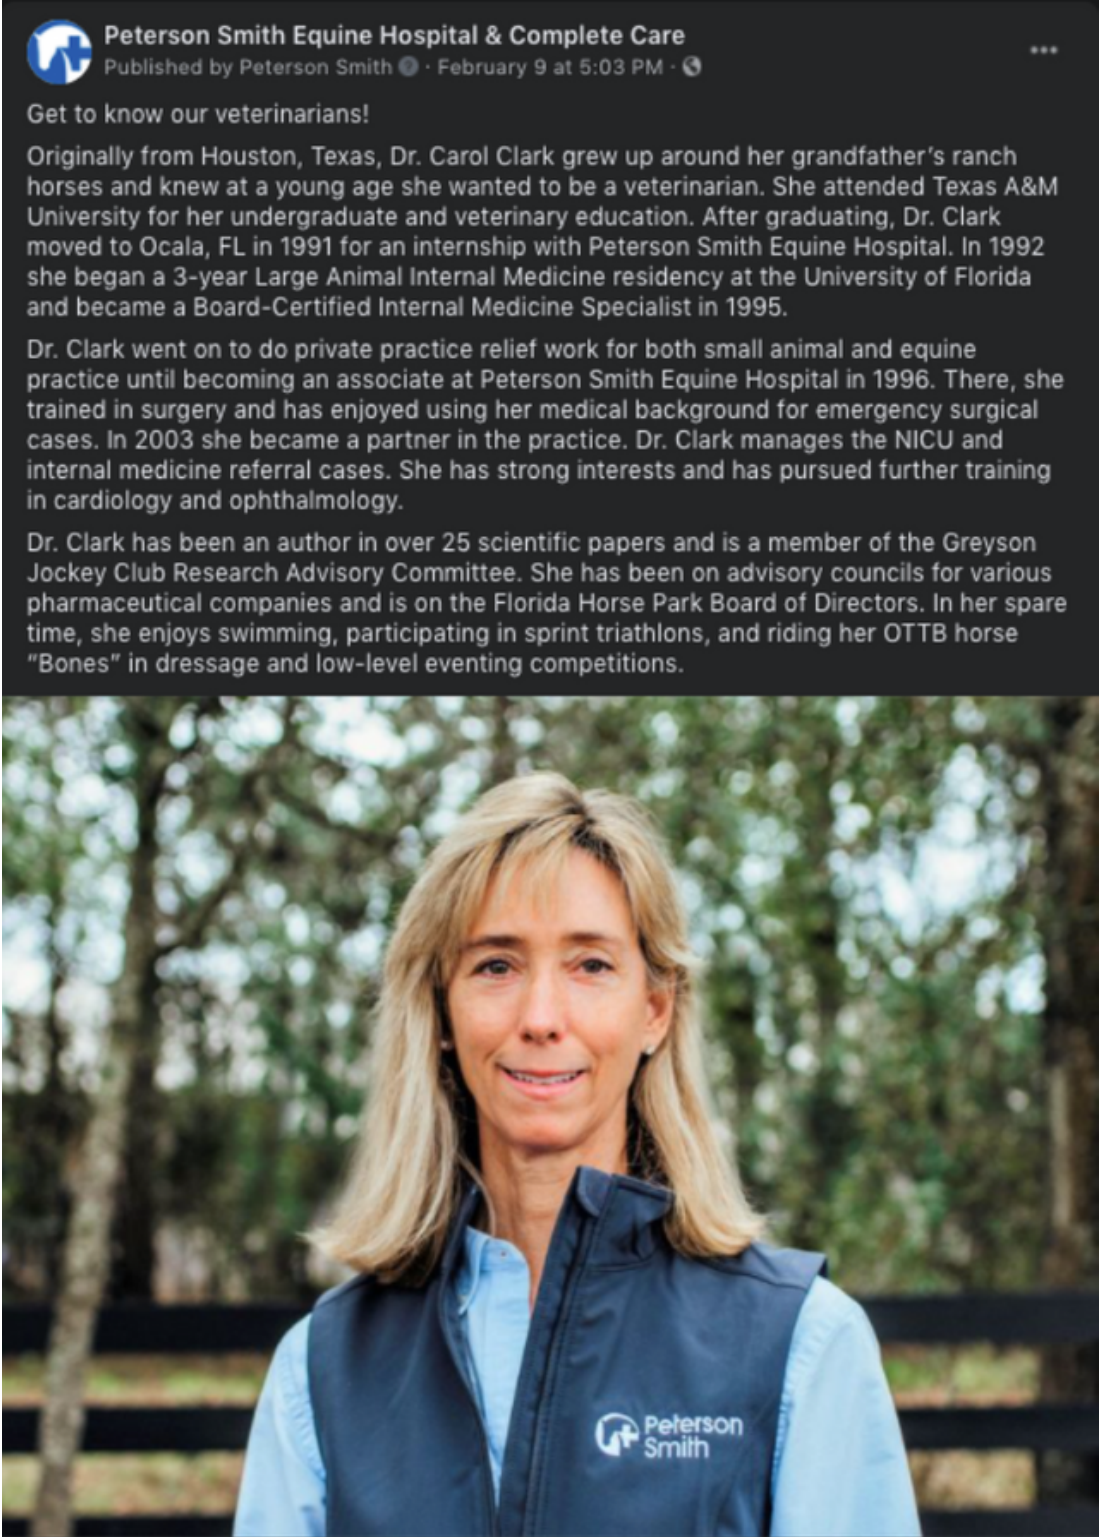 Peterson Smith Equine Hospital & Complete Care
Published by Peterson Smith · February 9 at 5:03 PM ·
Get to know our veterinarians!
Originally from Houston, Texas, Dr. Carol Clark grew up around her grandfather's ranch
horses and knew at a young age she wanted to be a veterinarian. She attended Texas A&M
University for her undergraduate and veterinary education. After graduating, Dr. Clark
moved to Ocala, FL in 1991 for an internship with Peterson Smith Equine Hospital. In 1992
she began a 3-year Large Animal Internal Medicine residency at the University of Florida
and became a Board-Certified Internal Medicine Specialist in 1995.
Dr. Clark went on to do private practice relief work for both small animal and equine
practice until becoming an associate at Peterson Smith Equine Hospital in 1996. There, she
trained in surgery and has enjoyed using her medical background for emergency surgical
cases. In 2003 she became a partner in the practice. Dr. Clark manages the NICU and
internal medicine referral cases. She has strong interests and has pursued further training
in cardiology and ophthalmology.
Dr. Clark has been an author in over 25 scientific papers and is a member of the Greyson
Jockey Club Research Advisory Committee. She has been on advisory councils for various
pharmaceutical companies and is on the Florida Horse Park Board of Directors. In her spare
time, she enjoys swimming, participating in sprint triathlons, and riding her OTTB horse
"Bones" in dressage and low-level eventing competitions.
Peterson
Smith